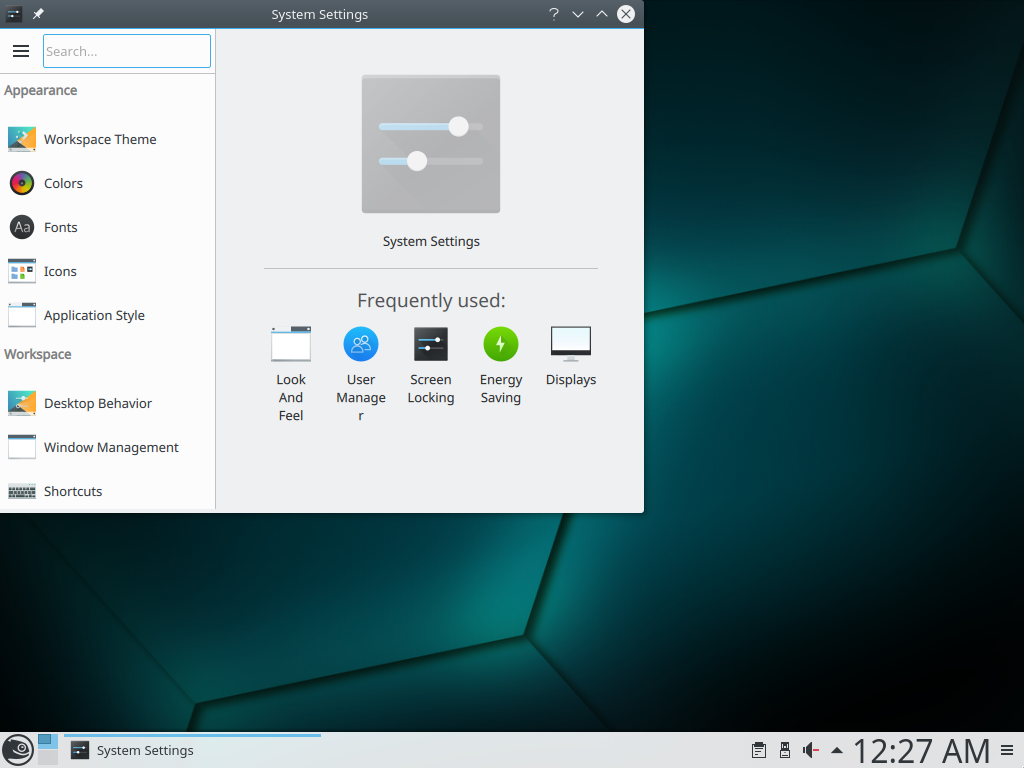 System Settings
Search...
Appearance
Workspace Theme
Colors
Aa Fonts
Icons
Application Style
Workspace
Desktop Behavior
Window Management
Shortcuts
System Settings
Frequently used:
Look
And
Feel
User
Manage
r
Screen
Locking
Energy
Saving
Displays
System Settings
12:27 AM